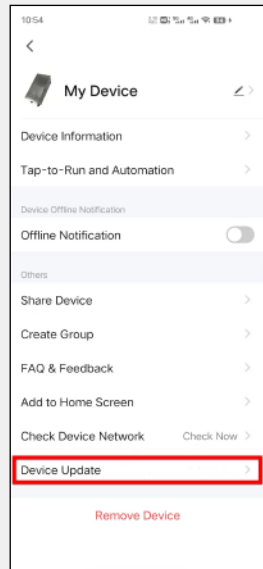 10:54
My Device
Device Information
Tap-to-Run and Automation
Device Offline Notification
Offline Notification
Others
Share Device
Create Group
FAQ & Feedback
Add to Home Screen
Check Device Network Check Now
Device Update
Remove Device